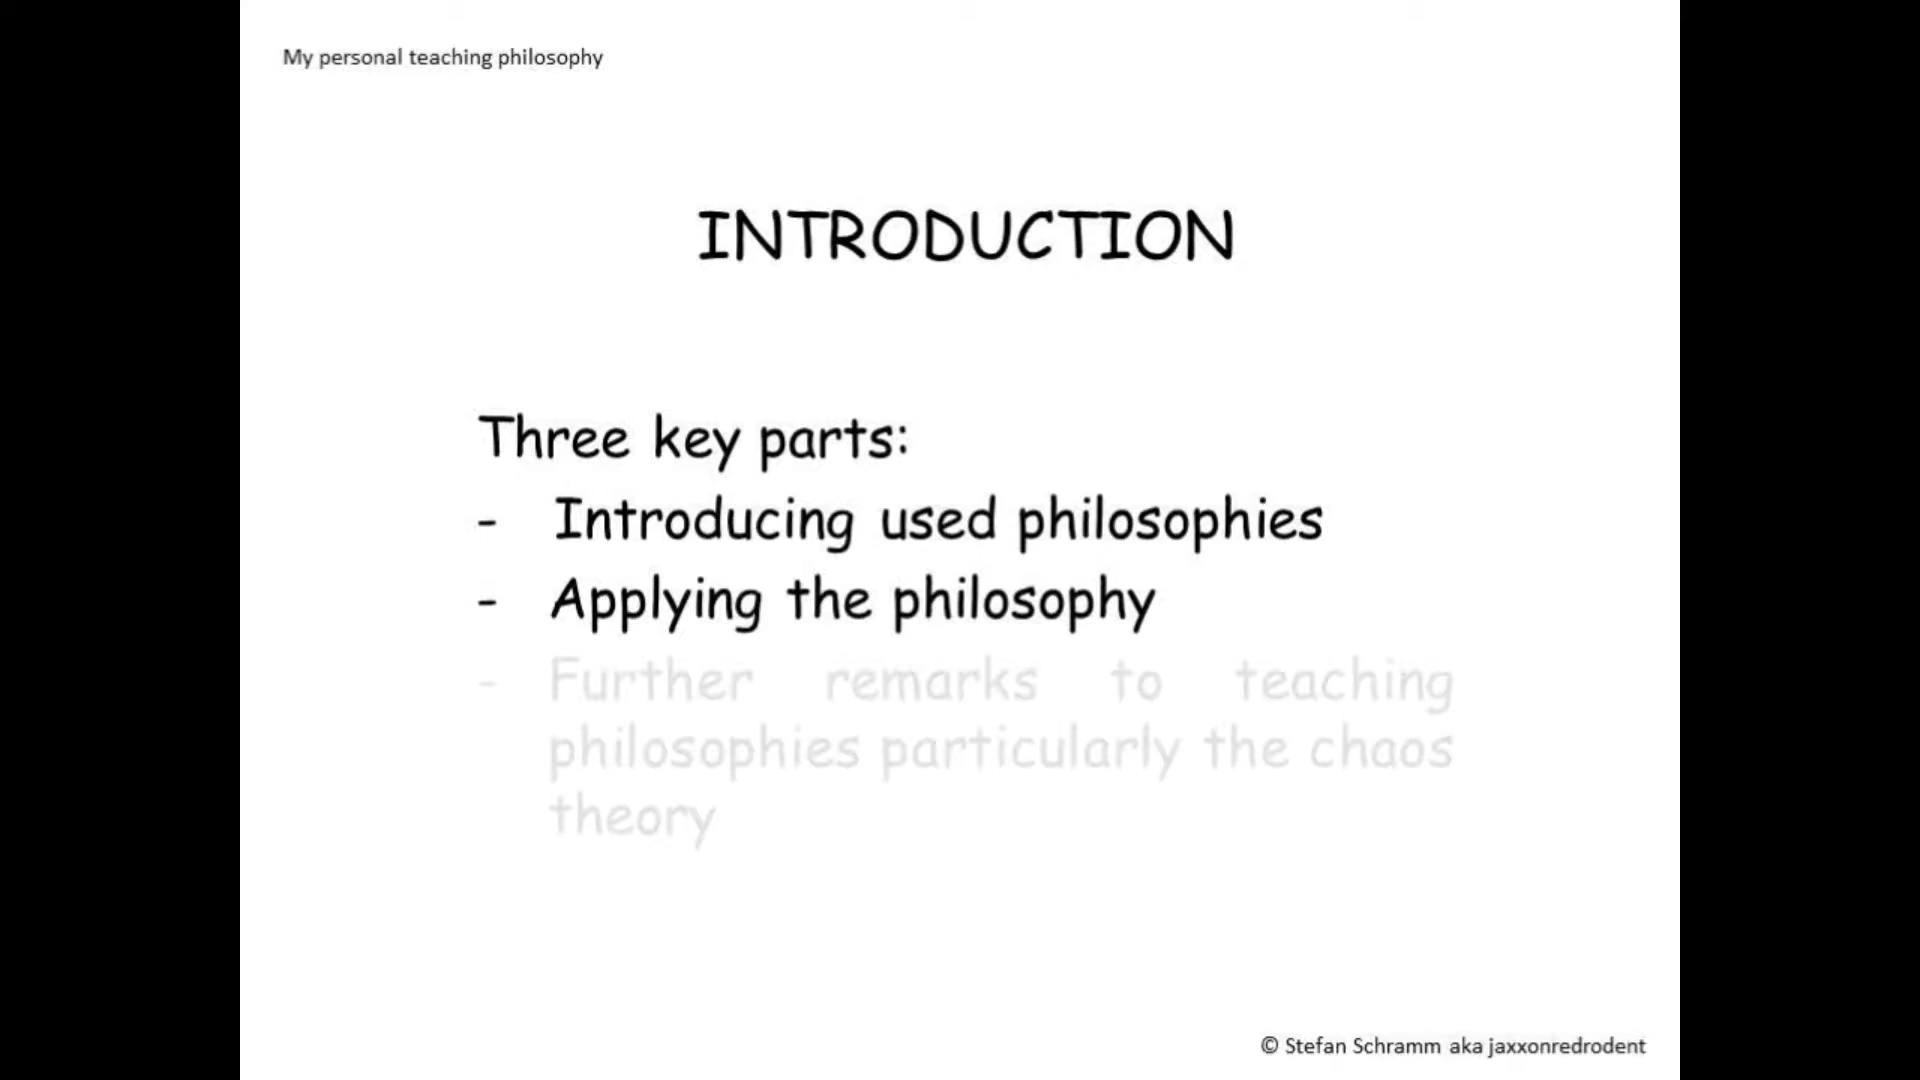 My personal teaching philosophy
INTRODUCTION
Three key parts:
- Introducing used philosophies
- Applying the philosophy
- Further remarks to teaching
philosophies particularly the chaos
theory
© Stefan Schramm aka jaxxonredrodent